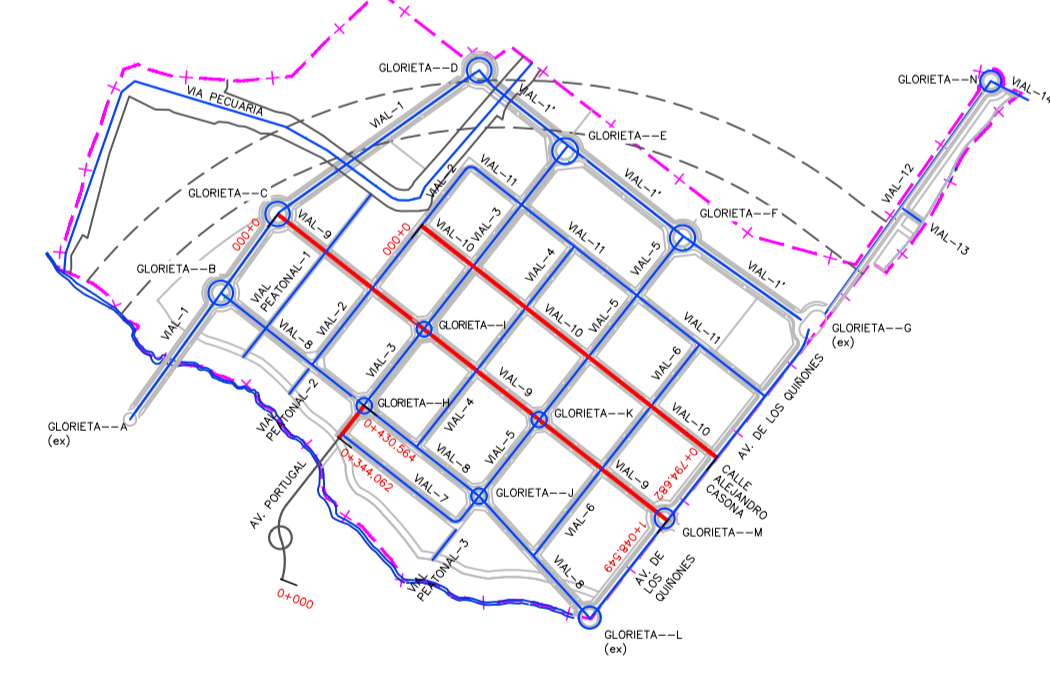 GLORIETA--D
GLORIETA--N
VIAL-14
VIA PECUARIA
VIAL-1
VIAL-1'
GLORIETA--E
VIAL-2
VIAL-11
VIAL-1'
VIAL-12
GLORIETA--C
VIAL-9
0+000
0+000
VIAL-10
VIAL-3
VIAL-11
GLORIETA--F
VIAL-13
GLORIETA--B
VIAL
PEATONAL-1
VIAL-4
VIAL-5
VIAL-1'
VIAL-1
VIAL-8
VIAL-2
GLORIETA--I
VIAL-10
VIAL-5
VIAL-11
GLORIETA--G
(ex)
VIAL-3
VIAL-9
VIAL-6
AV. DE LOS QUIÑONES
GLORIETA--A
(ex)
VIAL
PEATONAL-2
GLORIETA--H
VIAL-4
GLORIETA--K
VIAL-10
0+430.564
0+344.062
VIAL-8
VIAL-5
VIAL-9
0+794.682
CALLE
ALEJANDRO
CASONA
AV. PORTUGAL
VIAL-7
GLORIETA--J
VIAL-6
1+048.549
GLORIETA--M
VIAL
PEATONAL-3
VIAL-8
AV. DE
LOS
QUIÑONES
0+000
GLORIETA--L
(ex)